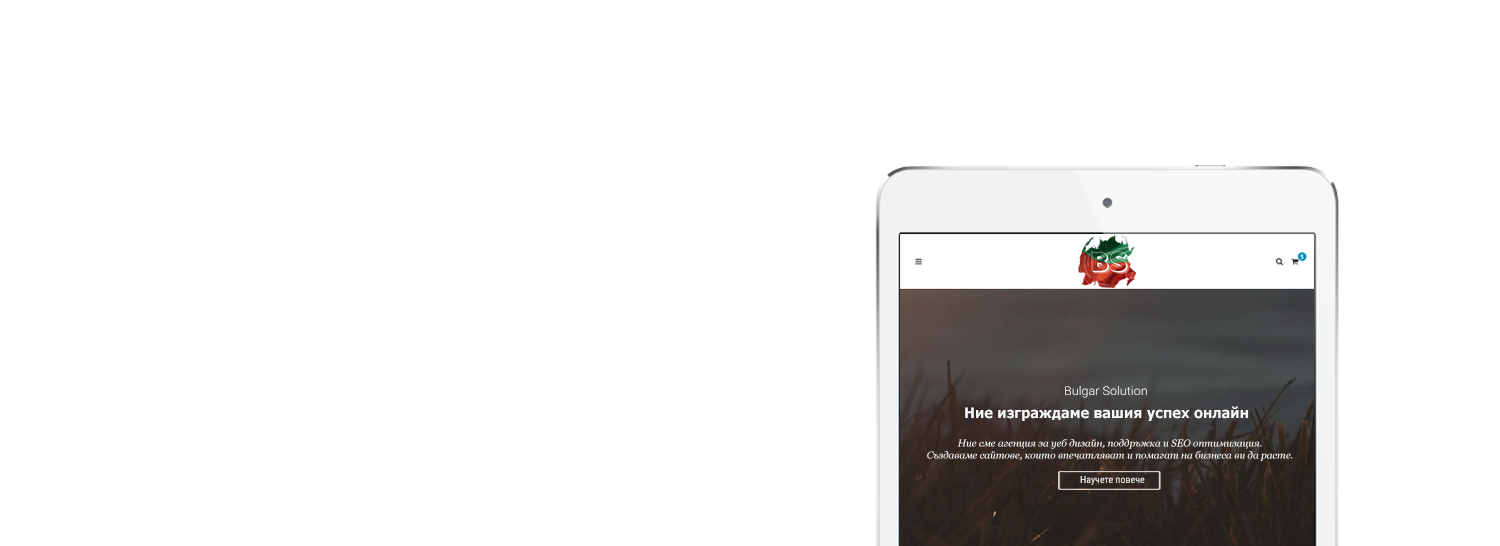 BS
5
Bulgar Solution
Ние изграждаме вашия успех онлайн
Ние сме агенция за уеб дизайн, поддръжка и SEO оптимизация.
Създаваме сайтове, които впечатляват и помагат на бизнеса ви да расте.
Научете повече